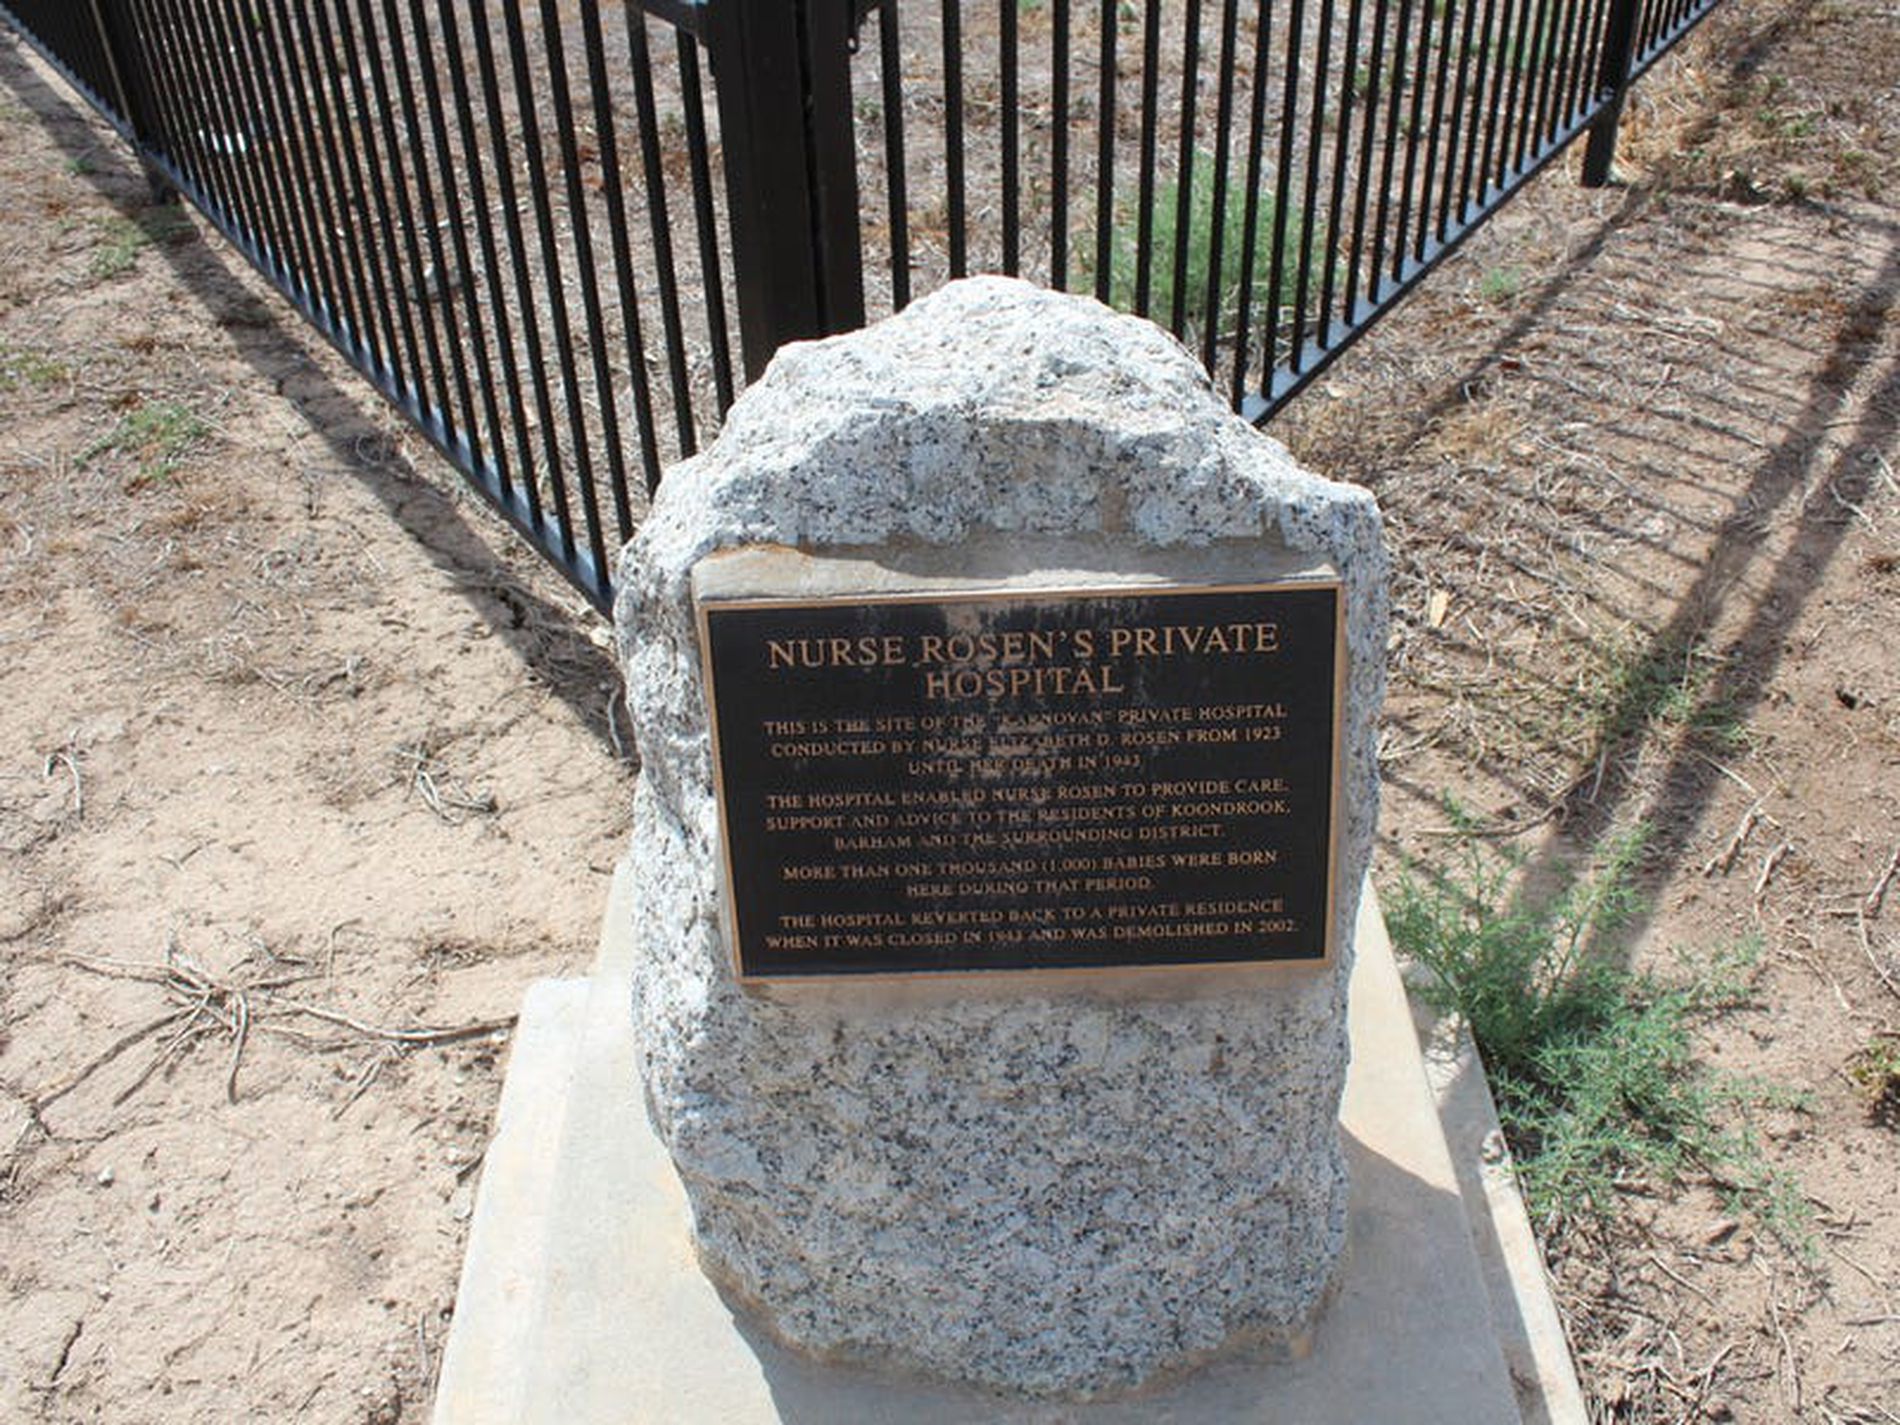 NURSE ROSEN'S PRIVATE
HOSPITAL
THIS IS THE SITE OF THE "KARNOVAN" PRIVATE HOSPITAL
CONDUCTED BY NURSE ELIZABETH D. ROSEN FROM 1923
UNTIL HER DEATH IN 1943
THE HOSPITAL ENABLED NURSE ROSEN TO PROVIDE CARE,
SUPPORT AND ADVICE TO THE RESIDENTS OF KOONDROOK,
BARHAM AND THE SURROUNDING DISTRICT.
MORE THAN ONE THOUSAND (1,000) BABIES WERE BORN
HERE DURING THAT PERIOD.
THE HOSPITAL REVERTED BACK TO A PRIVATE RESIDENCE
WHEN IT WAS CLOSED IN 1943 AND WAS DEMOLISHED IN 2002.